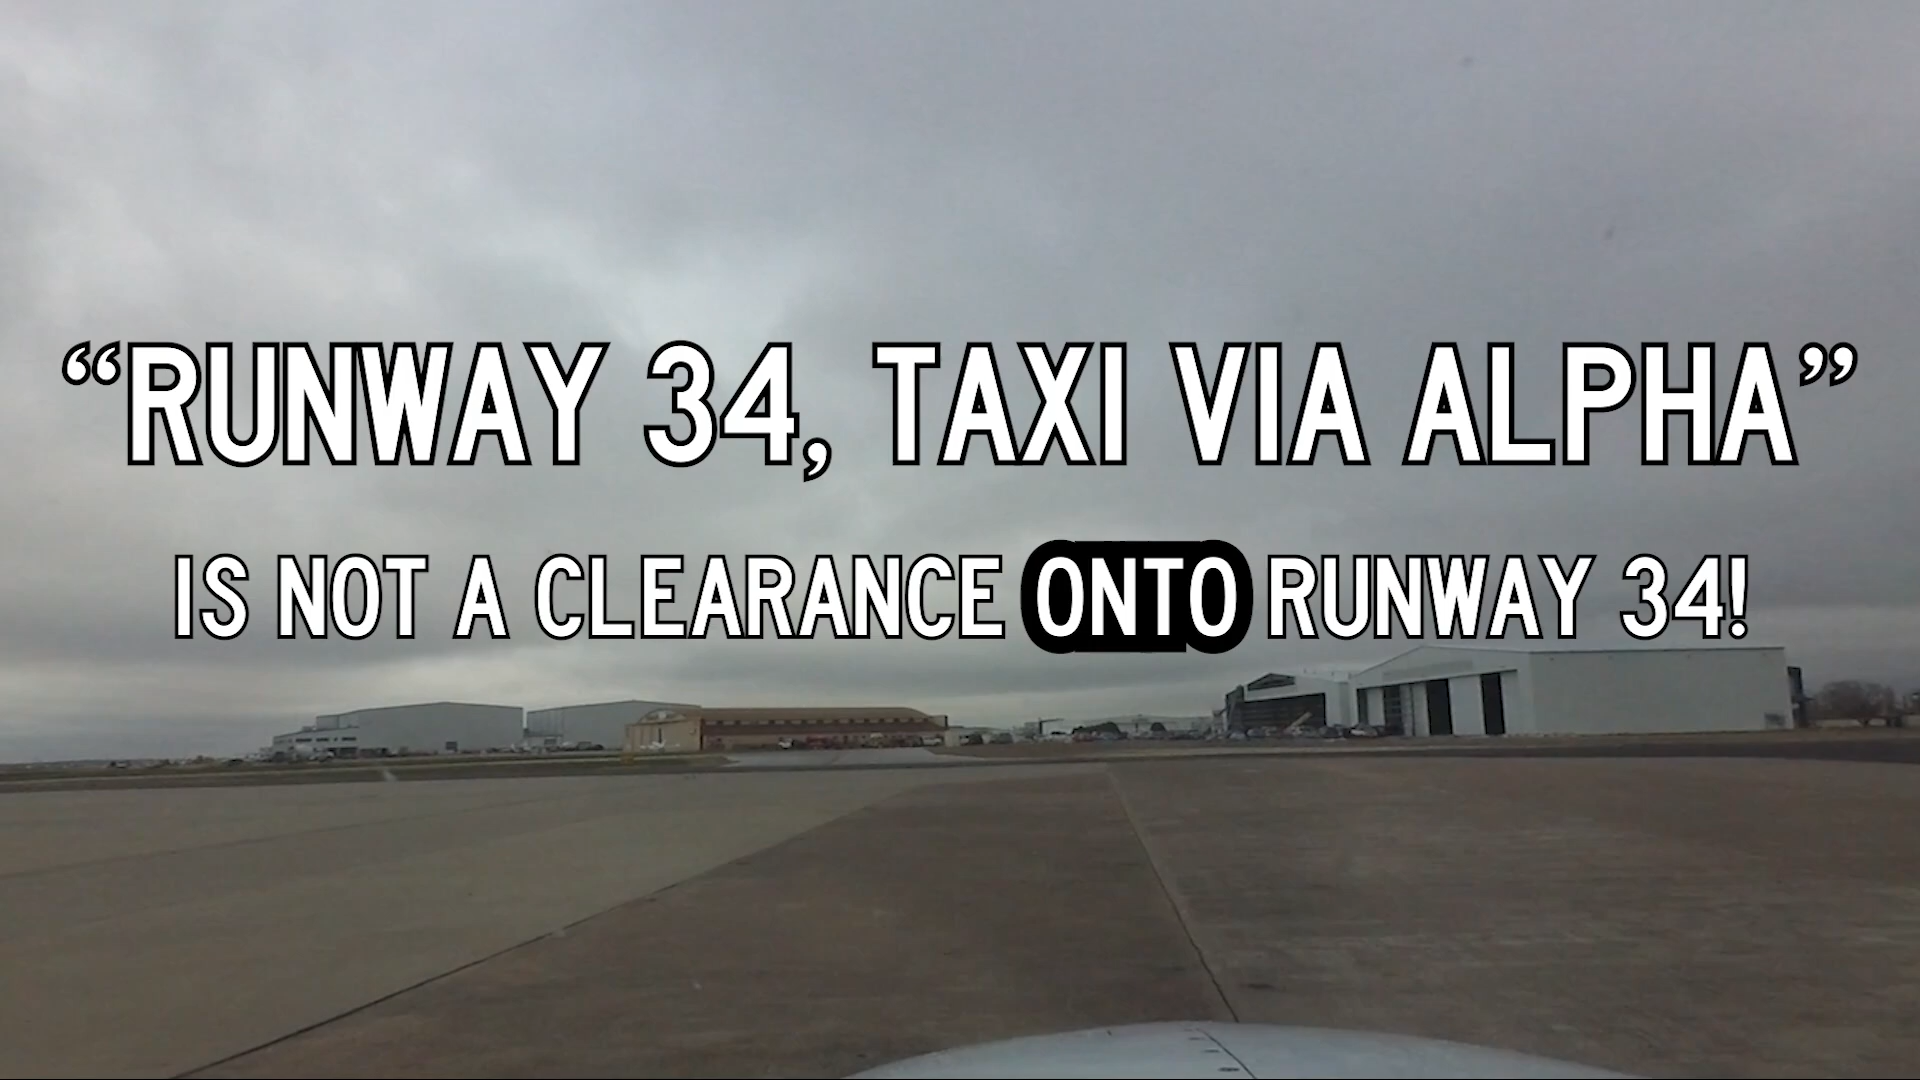 “RUNWAY 34, TAXI VIA ALPHA”
IS NOT A CLEARANCE ONTO RUNWAY 34!